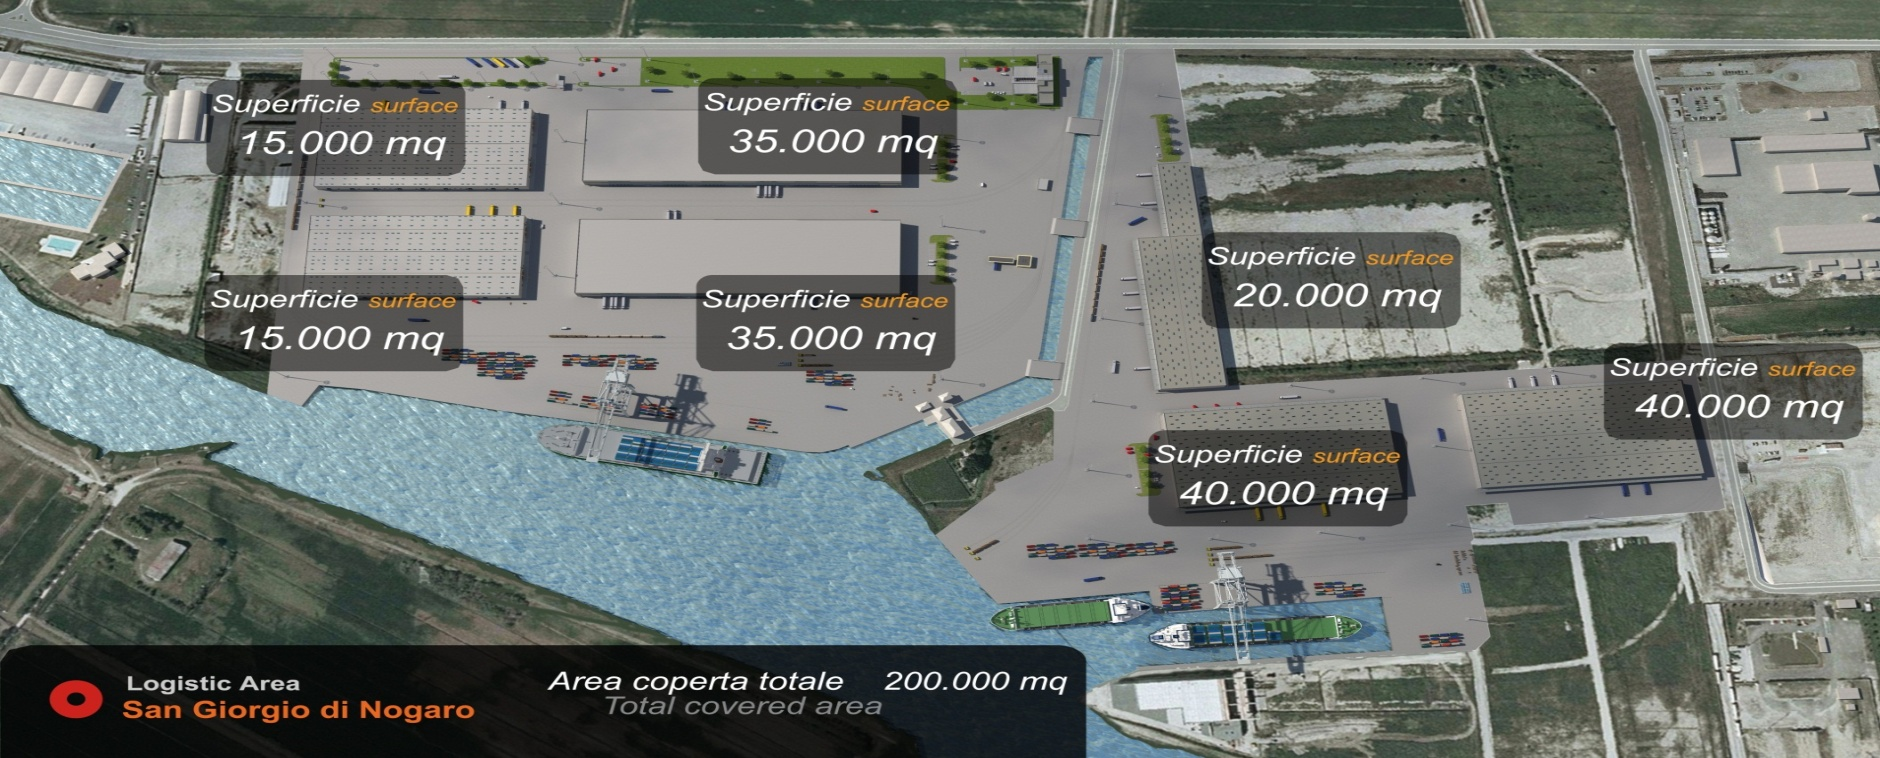 Superficie surface
15.000 mq
Superficie surface
35.000 mq
Superficie surface
15.000 mq
Superficie surface
35.000 mq
Superficie surface
20.000 mq
Superficie surface
40.000 mq
Superficie surface
40.000 mq
Logistic Area
San Giorgio di Nogaro
Area coperta totale 200.000 mq
Total covered area